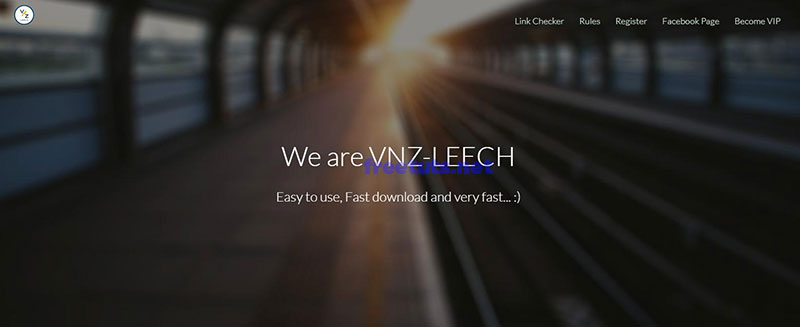 VZ
Link Checker Rules Register Facebook Page Become VIP
We are VNZ-LEECH
freetuts.net
Easy to use, Fast download and very fast... :)